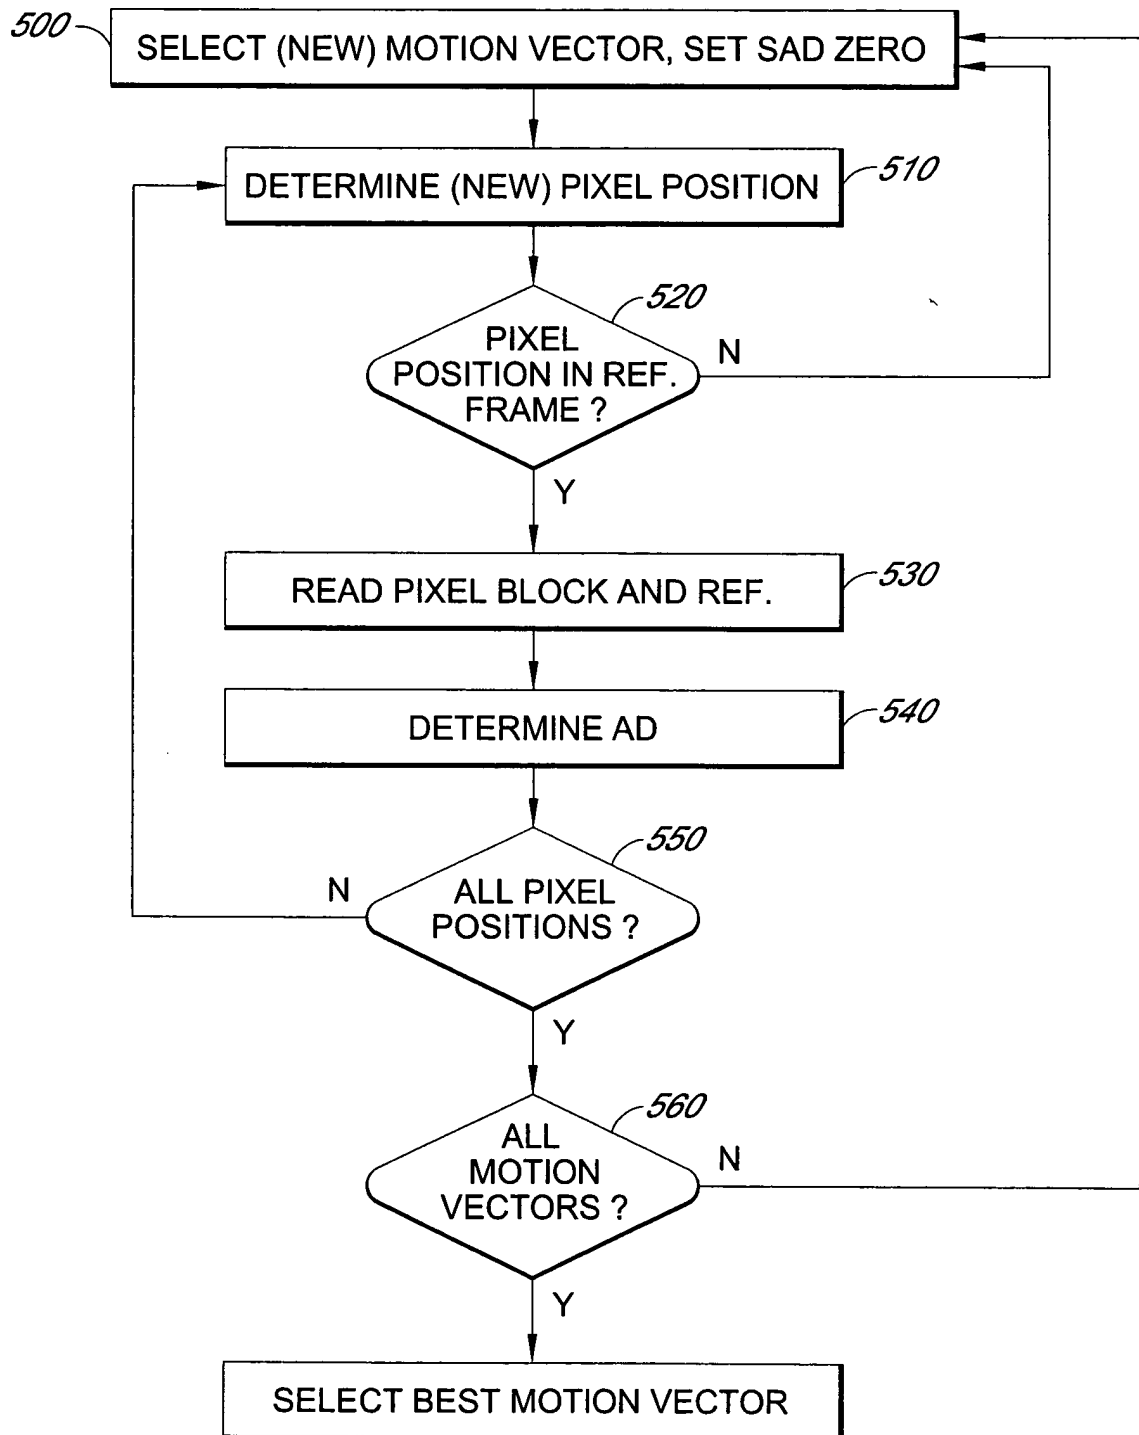 500
SELECT (NEW) MOTION VECTOR, SET SAD ZERO
DETERMINE (NEW) PIXEL POSITION
510
520
PIXEL
POSITION IN REF.
FRAME ?
N
Y
READ PIXEL BLOCK AND REF.
530
DETERMINE AD
540
550
ALL PIXEL
POSITIONS ?
N
Y
560
ALL
MOTION
VECTORS ?
N
Y
SELECT BEST MOTION VECTOR